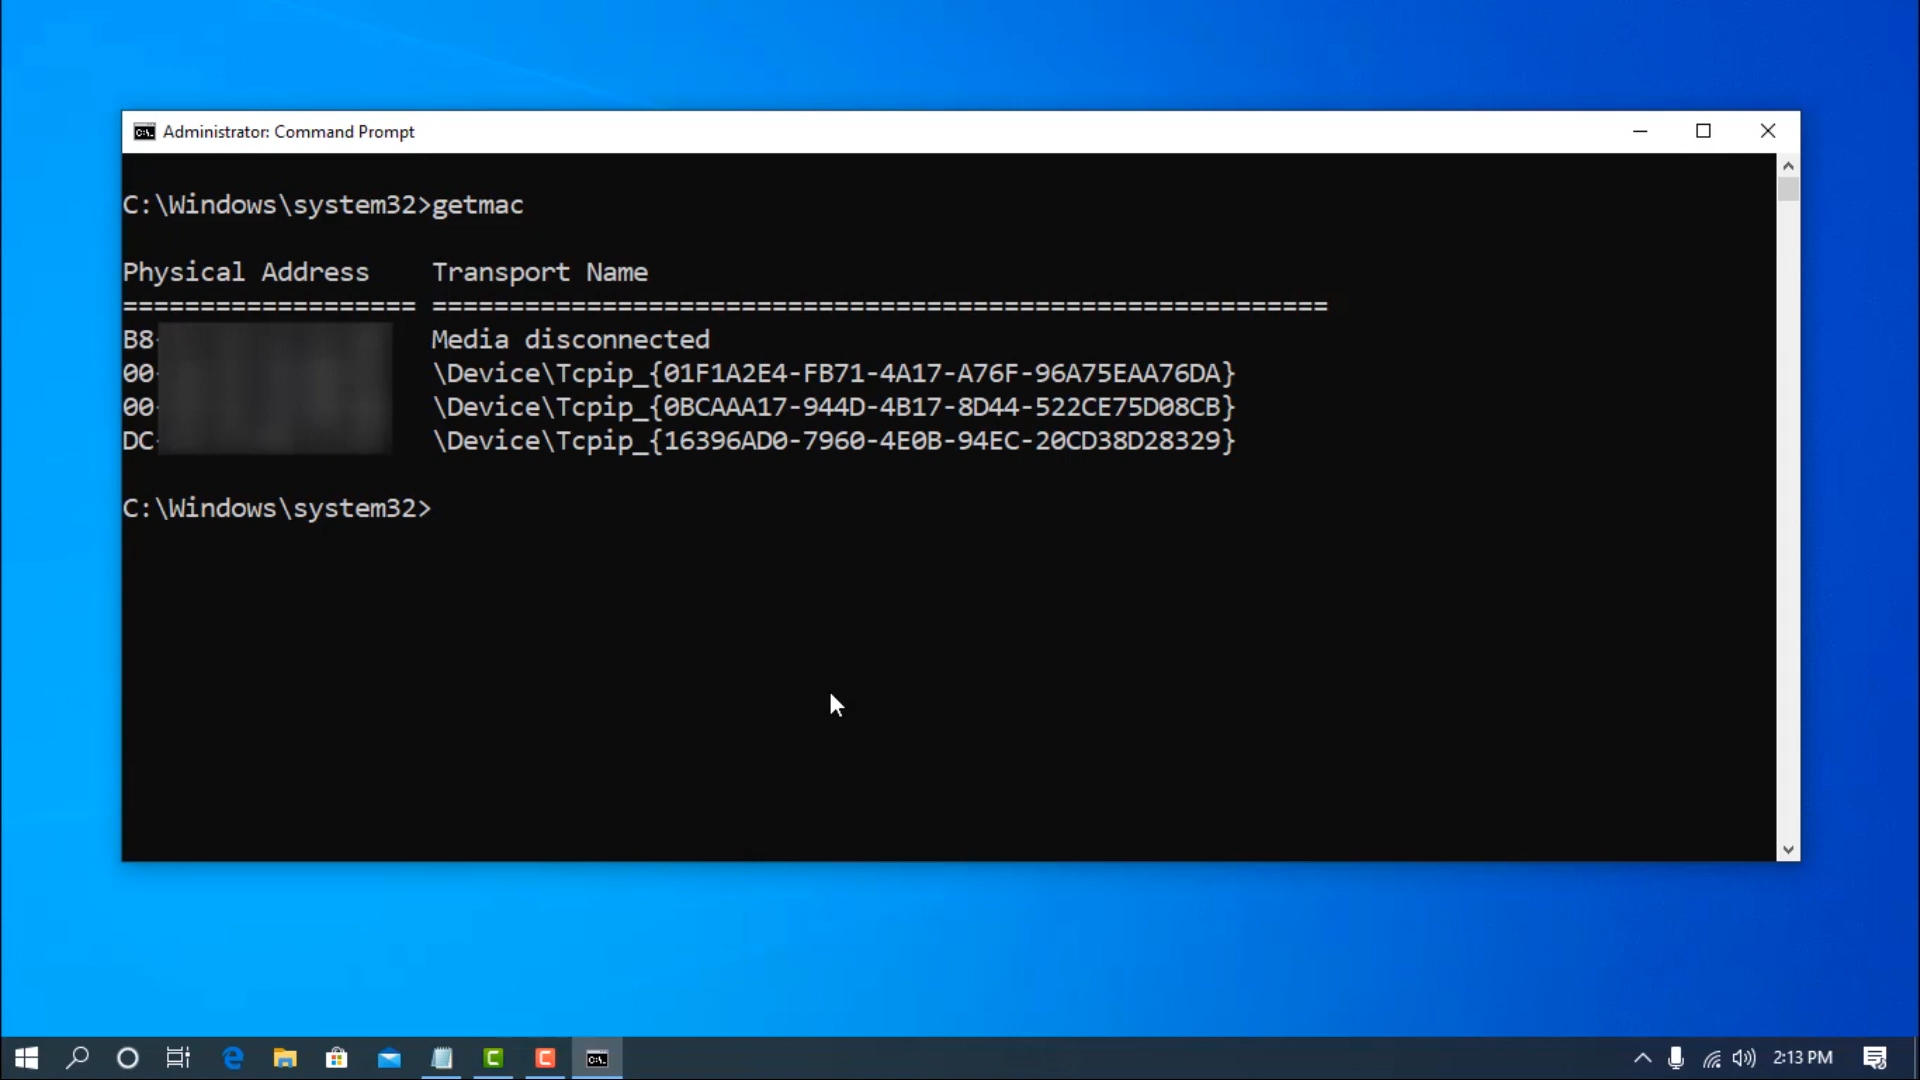 Administrator: Command Prompt
C:\Windows\system32>getmac
Physical Address    Transport Name
=================== ==========================================================
B8-                 Media disconnected
00-                 \Device\Tcpip_{01F1A2E4-FB71-4A17-A76F-96A75EAA76DA}
00-                 \Device\Tcpip_{0BCAAA17-944D-4B17-8D44-522CE75D08CB}
DC-                 \Device\Tcpip_{16396AD0-7960-4E0B-94EC-20CD38D28329}
C:\Windows\system32>
2:13 PM